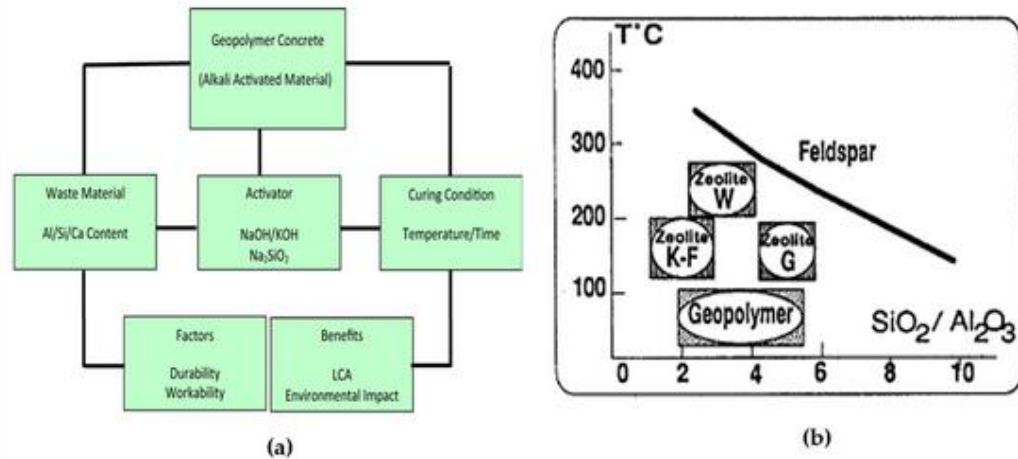 Geopolymer Concrete
(Alkali Activated Material)
Waste Material
Al/Si/Ca Content
Activator
NaOH/KOH
Na₂SiO₃
Curing Condition
Temperature/Time
Factors
Durability
Workability
Benefits
LCA
Environmental Impact
(a)
T°C
400
300
200
100
Feldspar
Zeolite
W
Zeolite
K-F
Zeolite
G
Geopolymer
SiO₂/Al₂O₃
0 2 4 6 8 10
(b)